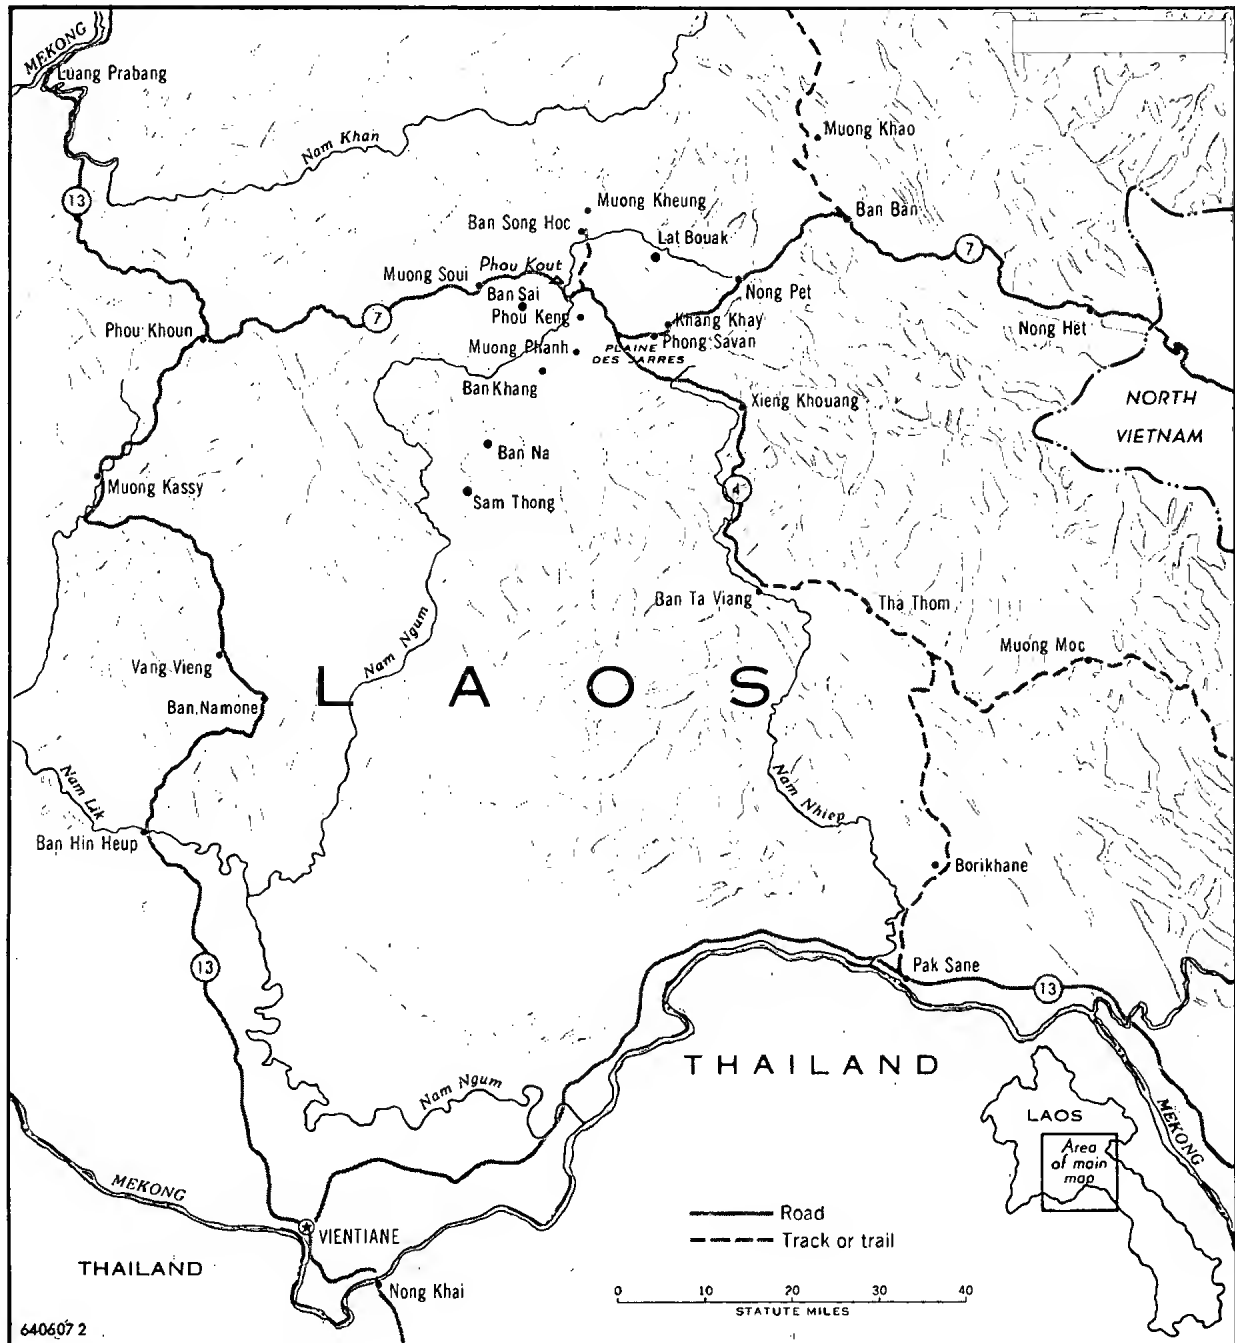 MEKONG
Luang Prabang
Nam Khan
Muong Khao
13
Muong Kheung
Ban Song Hoc
Ban Ban
Lat Bouak
7
Phou Kout
Muong Soui
Ban Sai
Nong Pet
Phou Keng
7
Khang Khay
Nong Het
Phou Khoun
Phong Savan
Muong Phanh
PLAINE
DES JARRES
Ban Khang
Xieng Khouang
NORTH
VIETNAM
Ban Na
Muong Kassy
4
Sam Thong
Ban Ta Viang
Tha Thom
Muong Moc
Nam Ngum
Vang Vieng
LAOS
Ban Namone
Nam Lik
Nam Nhiep
Ban Hin Heup
Borikhane
13
Pak Sane
13
THAILAND
Nam Ngum
MEKONG
LAOS
Area
of main
map
MEKONG
Road
VIENTIANE
Track or trail
THAILAND
Nong Khai
0 10 20 30 40
STATUTE MILES
640607 2